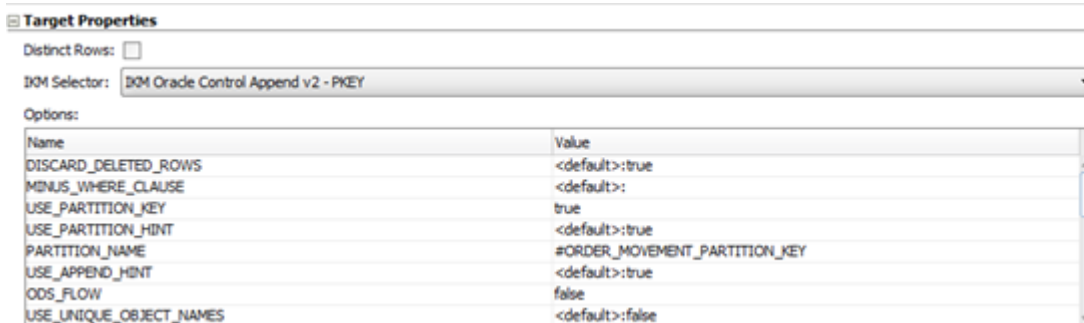 Target Properties
Distinct Rows:
IKM Selector: IKM Oracle Control Append v2 - PKEY
Options:
Name Value
DISCARD_DELETED_ROWS <default>:true
MINUS_WHERE_CLAUSE <default>:
USE_PARTITION_KEY true
USE_PARTITION_HINT <default>:true
PARTITION_NAME #ORDER_MOVEMENT_PARTITION_KEY
USE_APPEND_HINT <default>:true
ODS_FLOW false
USE_UNIQUE_OBJECT_NAMES <default>:false